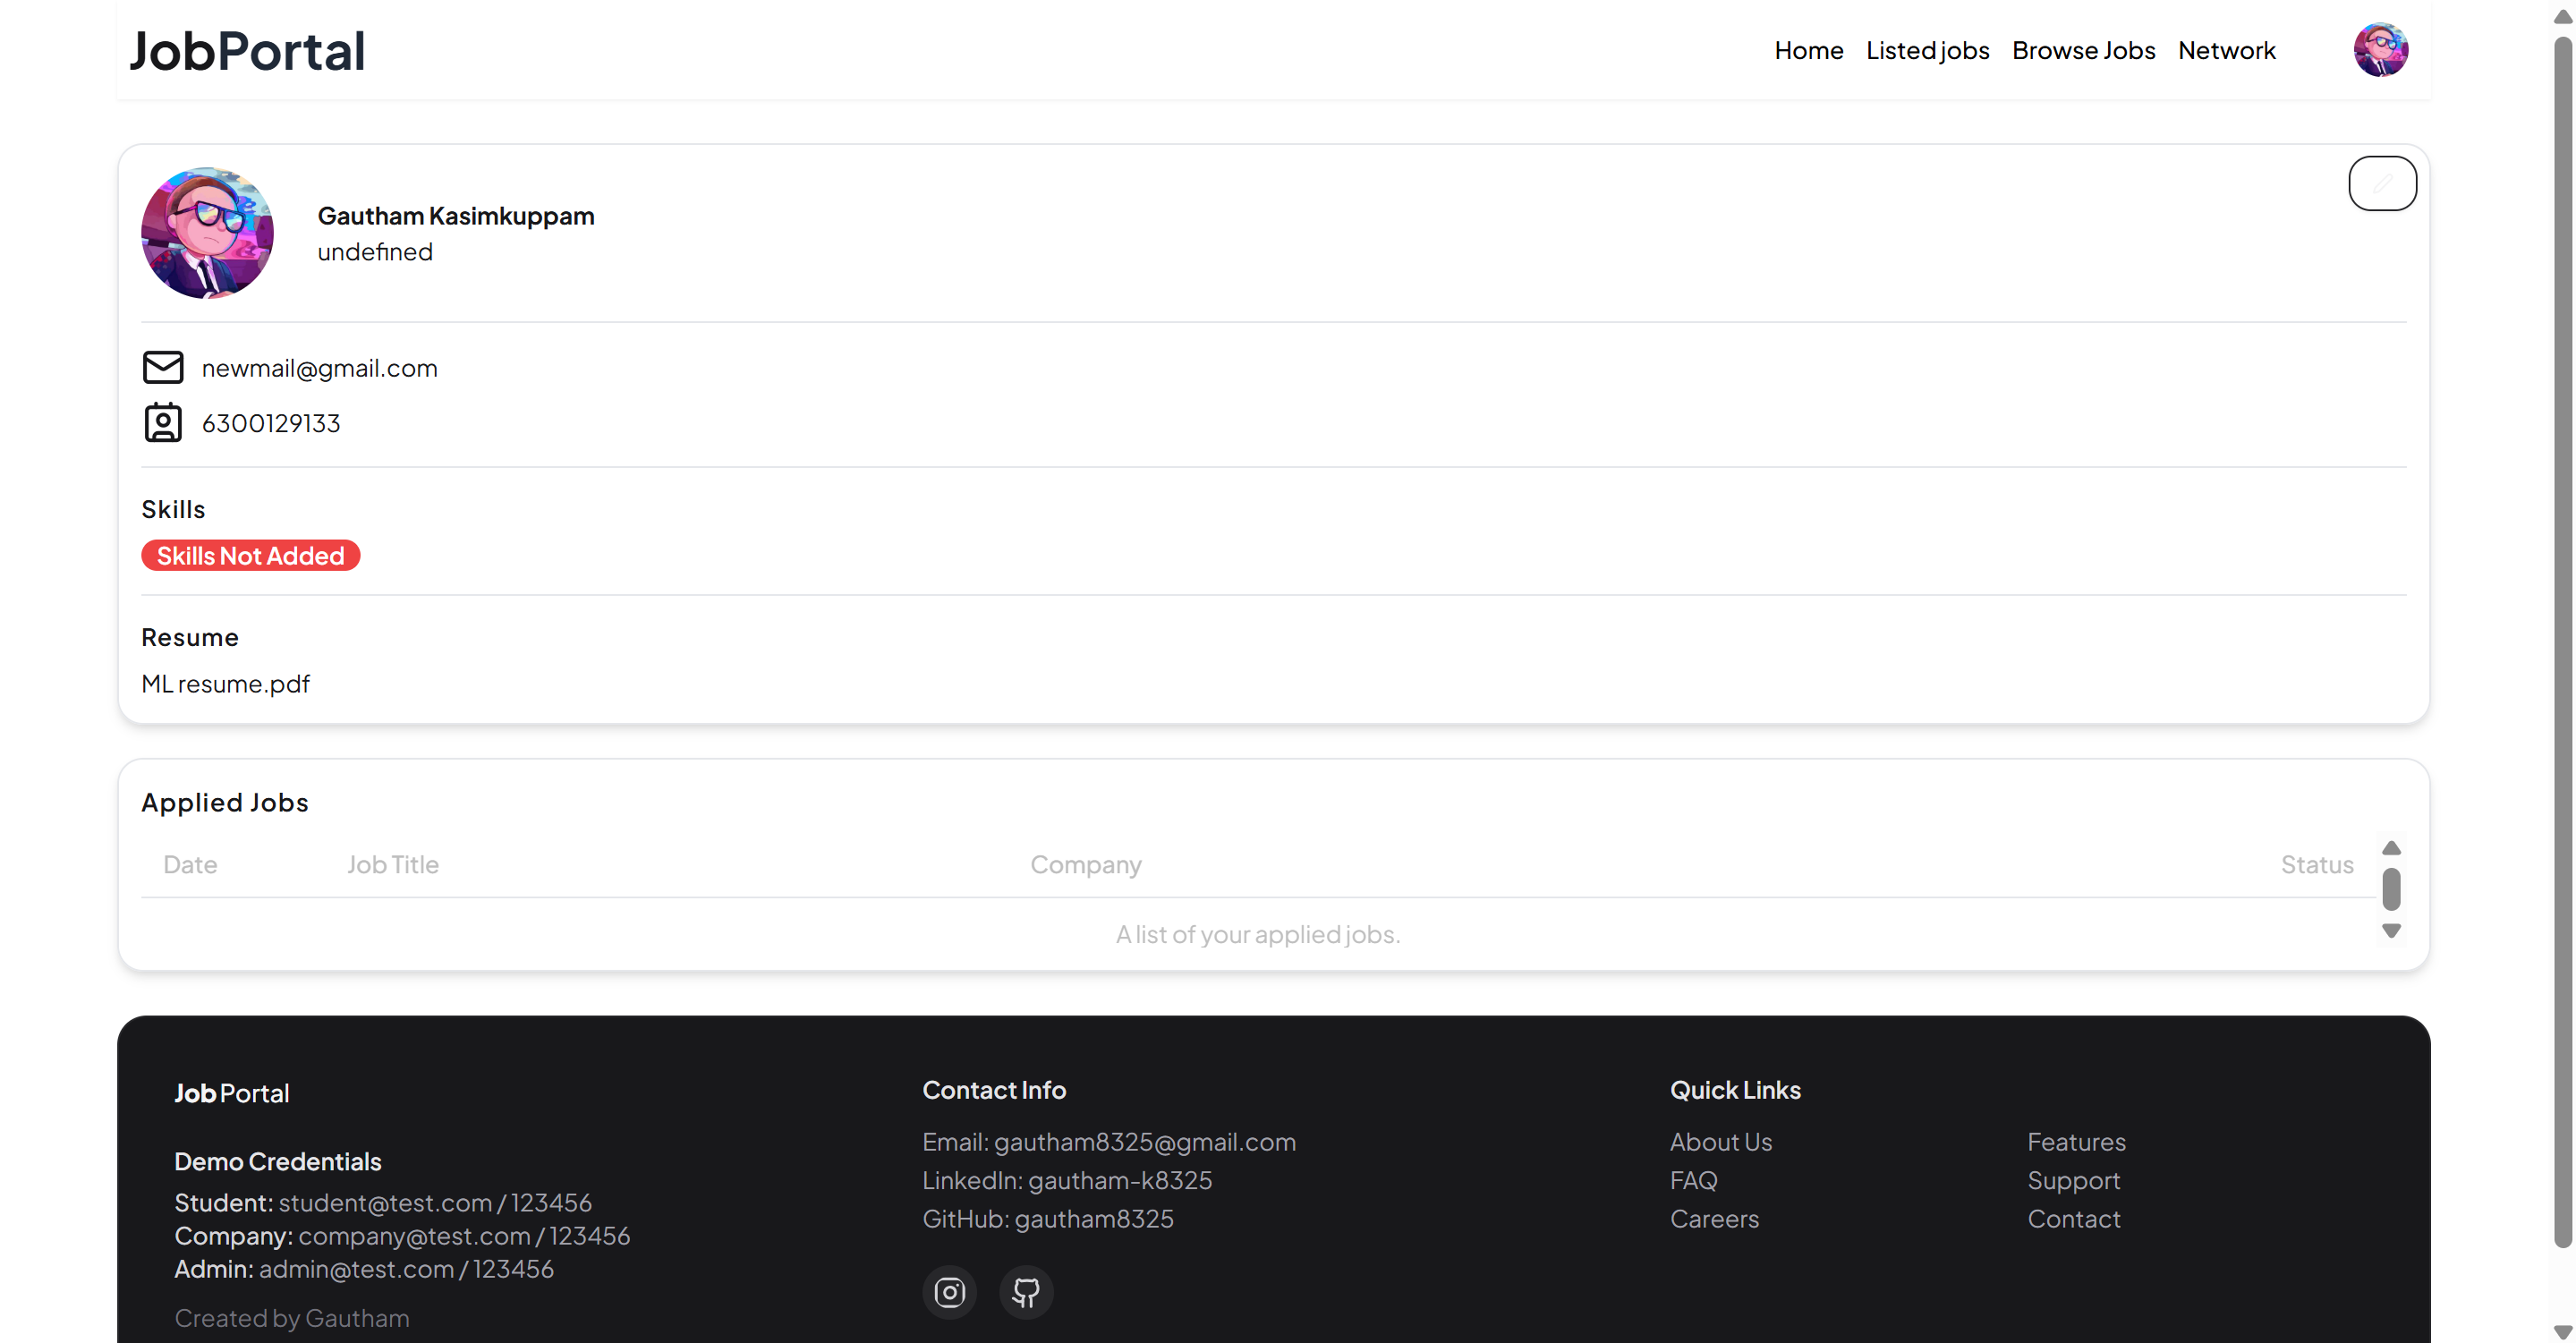 JobPortal
Home Listed jobs Browse Jobs Network
Gautham Kasimkuppam
undefined
newmail@gmail.com
6300129133
Skills
Skills Not Added
Resume
ML resume.pdf
Applied Jobs
Date Job Title Company Status
A list of your applied jobs.
Job Portal
Demo Credentials
Student: student@test.com / 123456
Company: company@test.com / 123456
Admin: admin@test.com / 123456
Created by Gautham
Contact Info
Email: gautham8325@gmail.com
LinkedIn: gautham-k8325
GitHub: gautham8325
Quick Links
About Us Features
FAQ Support
Careers Contact